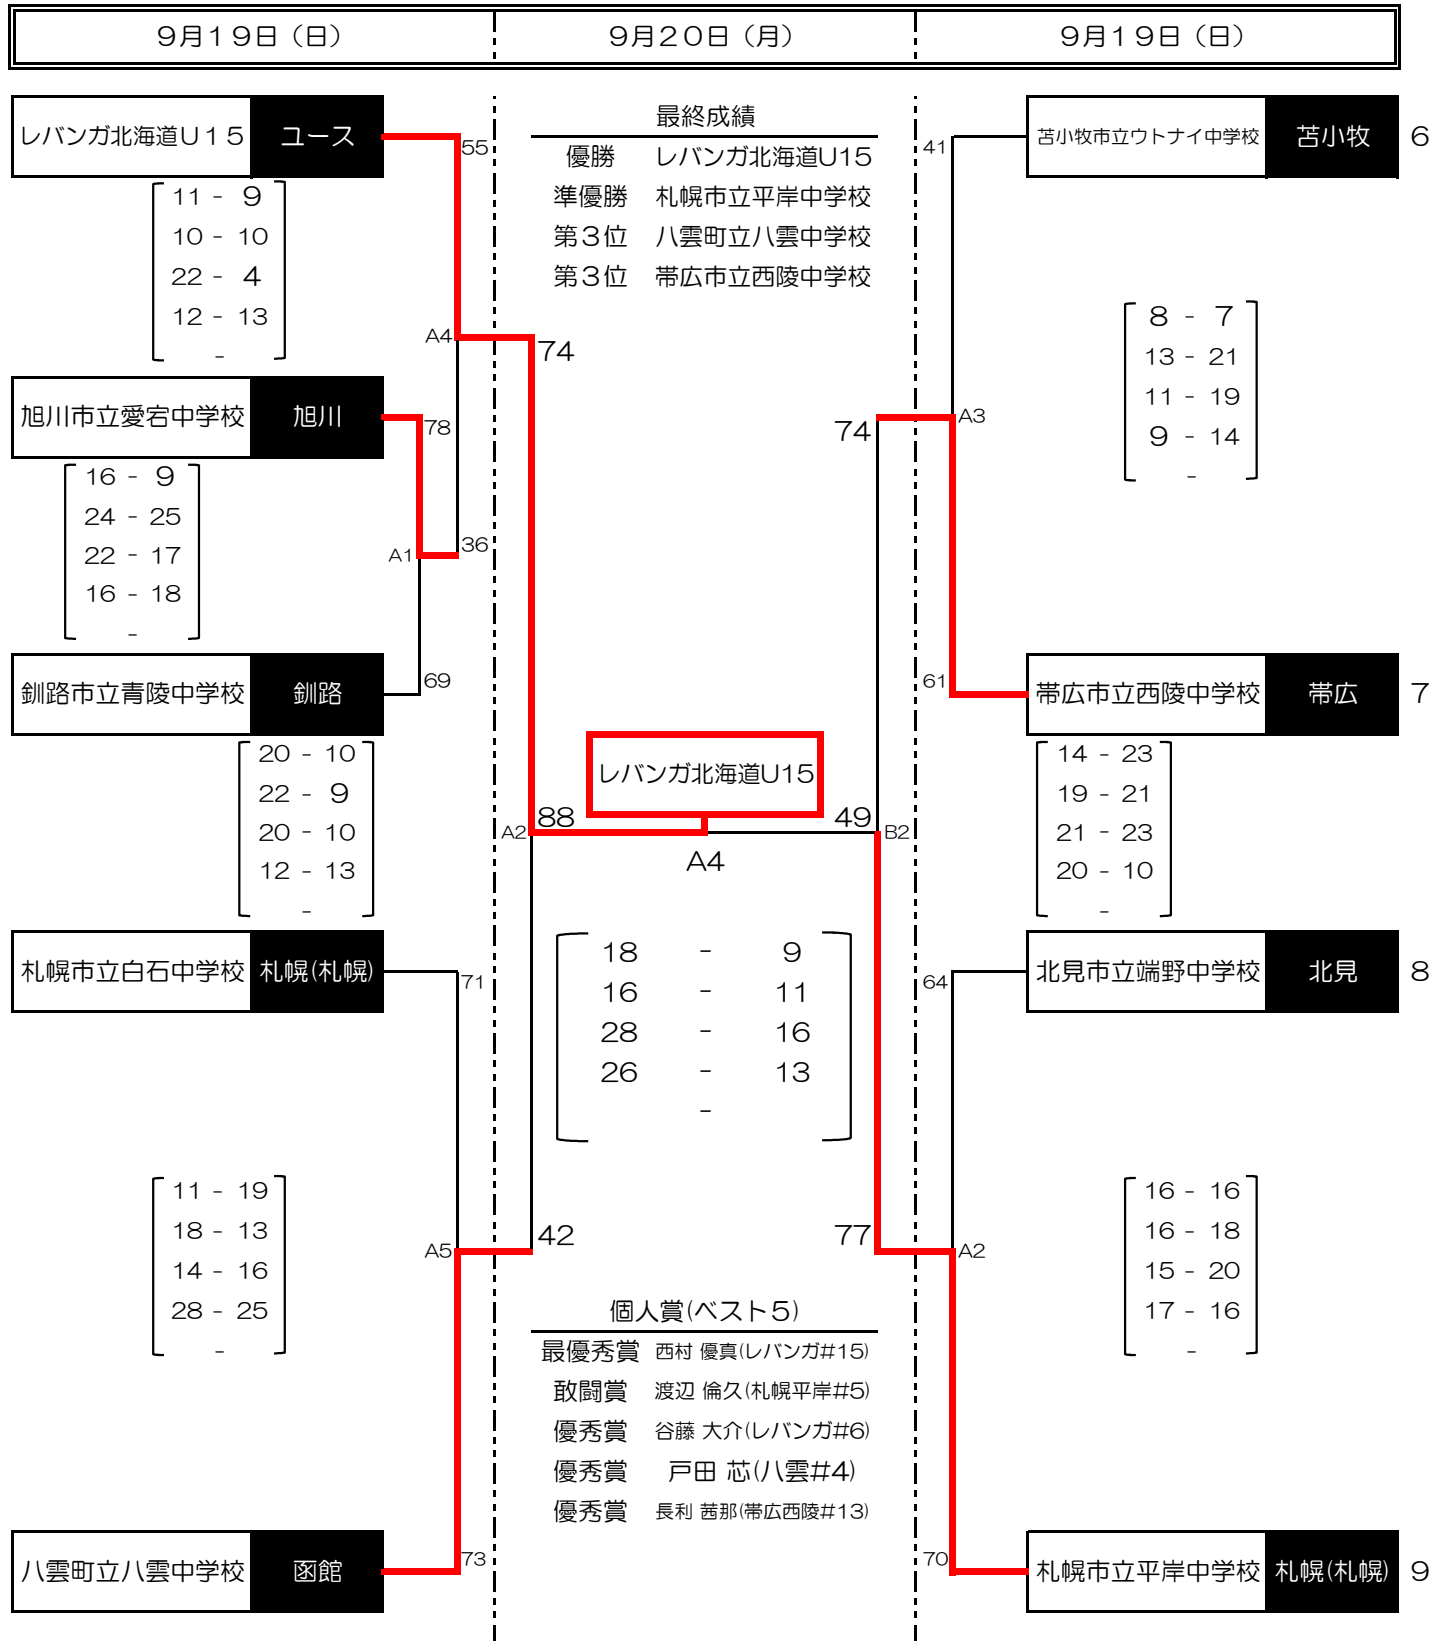 9月19日（日）
9月20日（月）
9月19日（日）
レバンガ北海道U15 ユース
55
11 - 9
10 - 10
22 - 4
12 - 13
-
A4
74
旭川市立愛宕中学校 旭川
78
16 - 9
24 - 25
22 - 17
16 - 18
-
A1
36
釧路市立青陵中学校 釧路
69
20 - 10
22 - 9
20 - 10
12 - 13
-
A2
88
札幌市立白石中学校 札幌(札幌)
71
11 - 19
18 - 13
14 - 16
28 - 25
-
A5
42
八雲町立八雲中学校 函館
73
最終成績
優勝 レバンガ北海道U15
準優勝 札幌市立平岸中学校
第3位 八雲町立八雲中学校
第3位 帯広市立西陵中学校
レバンガ北海道U15
A4
18 - 9
16 - 11
28 - 16
26 - 13
-
個人賞(ベスト5)
最優秀賞 西村 優真(レバンガ#15)
敢闘賞 渡辺 倫久(札幌平岸#5)
優秀賞 谷藤 大介(レバンガ#6)
優秀賞 戸田 芯(八雲#4)
優秀賞 長利 茜那(帯広西陵#13)
41
苫小牧市立ウトナイ中学校 苫小牧 6
8 - 7
13 - 21
11 - 19
9 - 14
-
74
A3
61
帯広市立西陵中学校 帯広 7
14 - 23
19 - 21
21 - 23
20 - 10
-
49
B2
64
北見市立端野中学校 北見 8
16 - 16
16 - 18
15 - 20
17 - 16
-
77
A2
70
札幌市立平岸中学校 札幌(札幌) 9